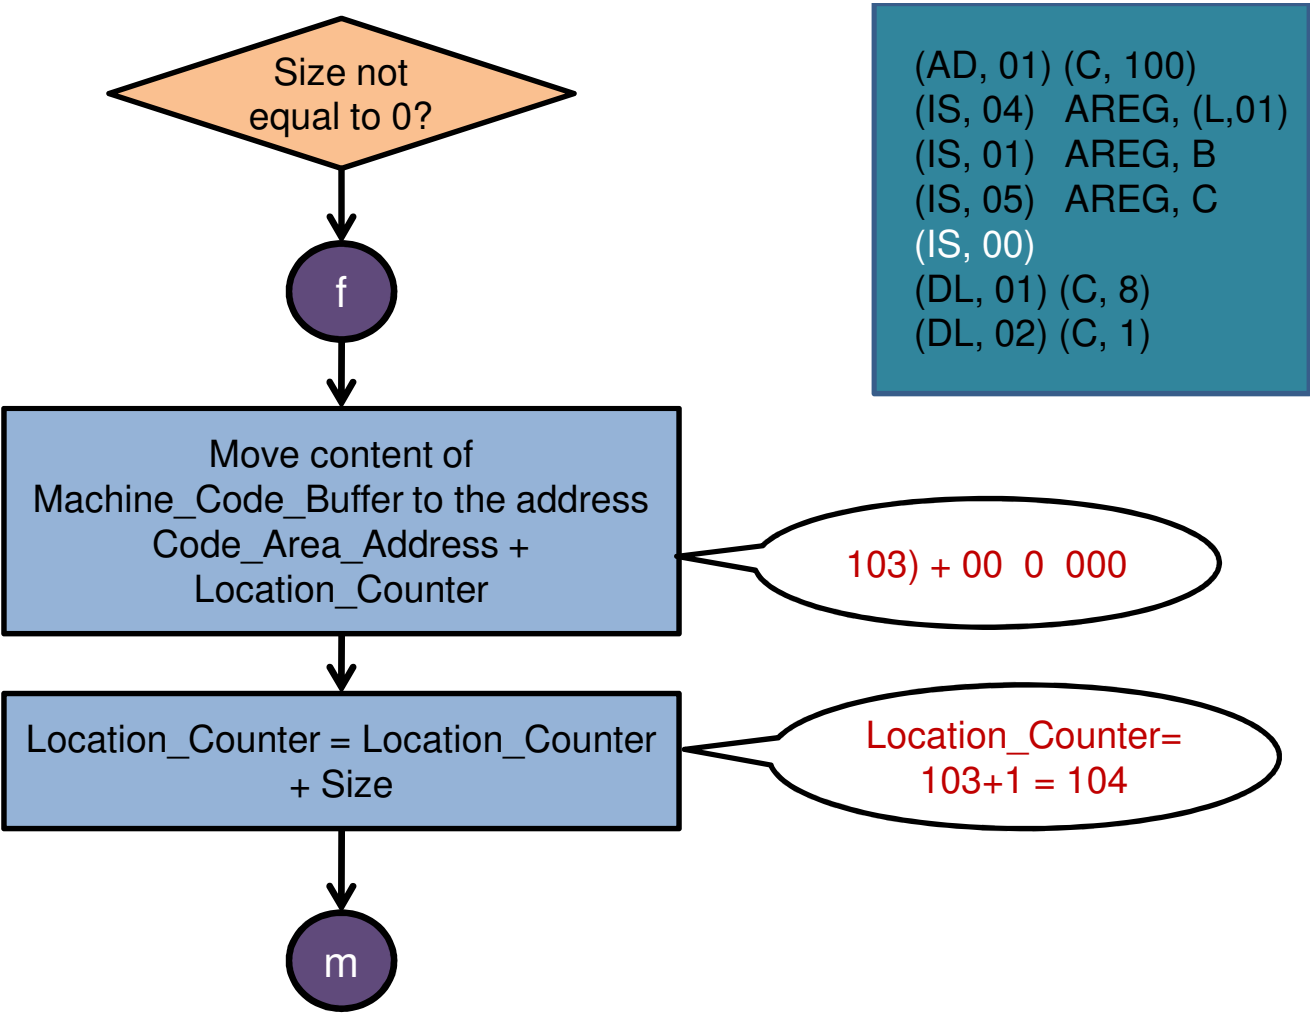 Size not
equal to 0?
f
Move content of
Machine_Code_Buffer to the address
Code_Area_Address +
Location_Counter
Location_Counter = Location_Counter
+ Size
m
(AD, 01) (C, 100)
(IS, 04) AREG, (L,01)
(IS, 01) AREG, B
(IS, 05) AREG, C
(IS, 00)
(DL, 01) (C, 8)
(DL, 02) (C, 1)
103) + 00 0 000
Location_Counter=
103+1 = 104